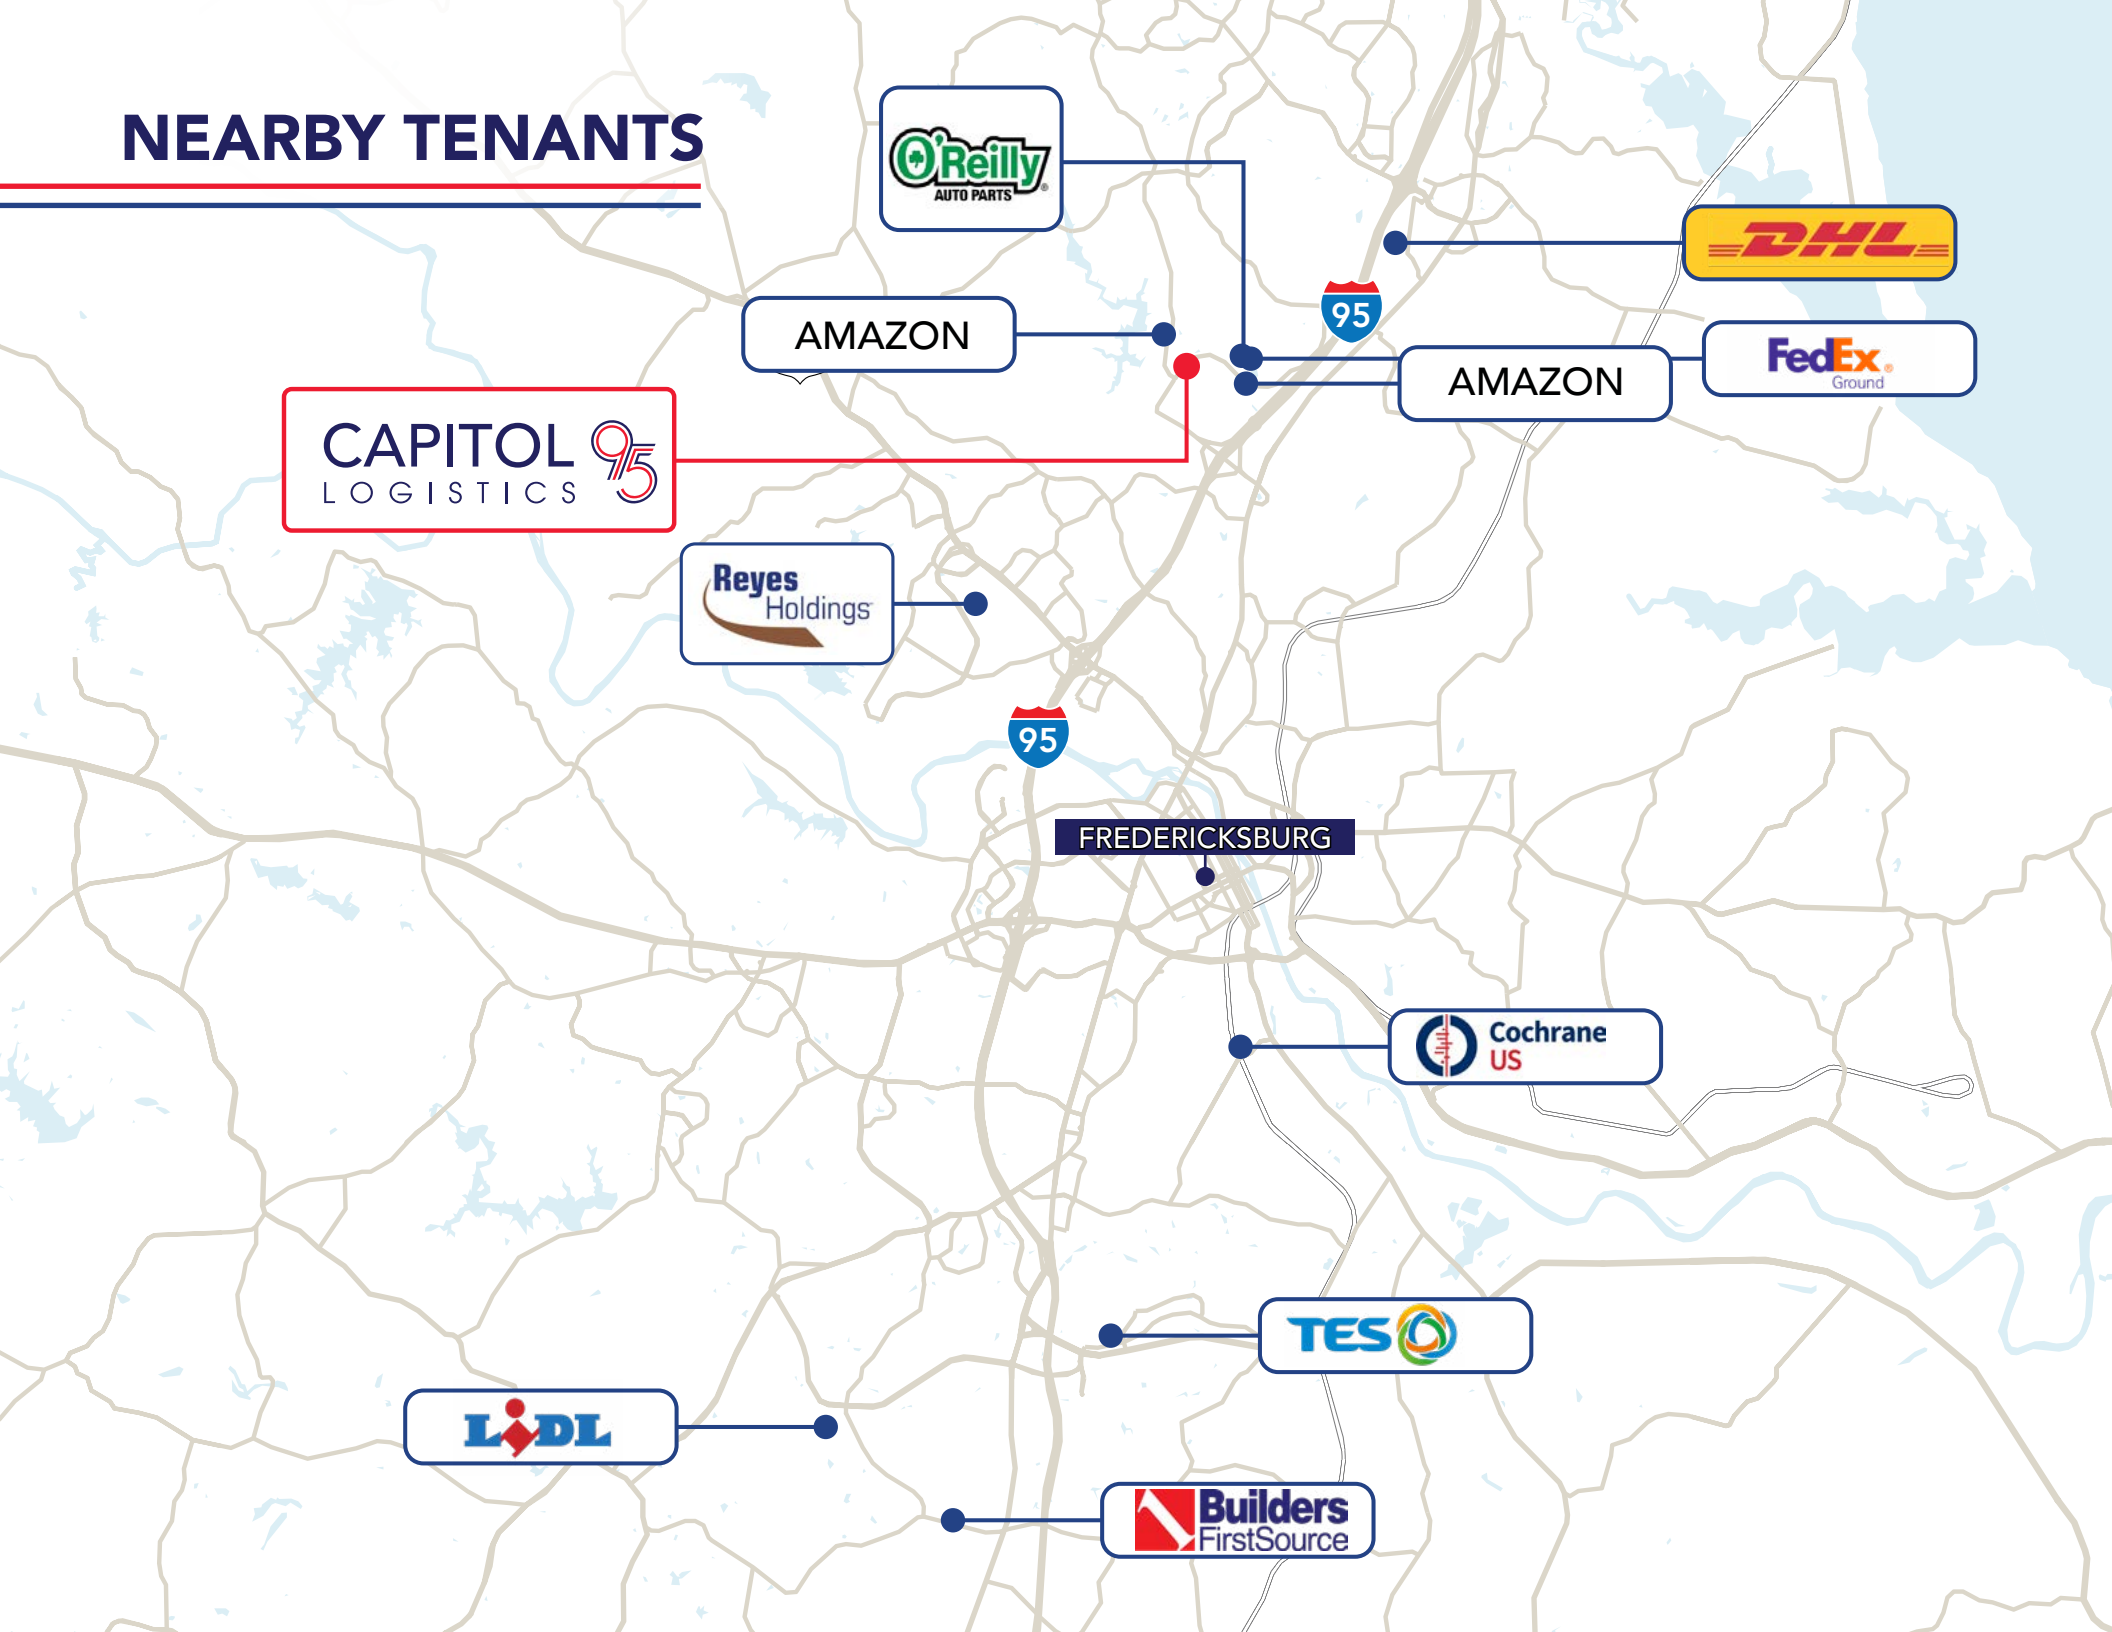 NEARBY TENANTS
O'Reilly
AUTO PARTS
DHL
95
AMAZON
FedEx
Ground
AMAZON
CAPITOL 95
LOGISTICS
Reyes
Holdings
95
FREDERICKSBURG
Cochrane
US
TES
LIDL
Builders
FirstSource